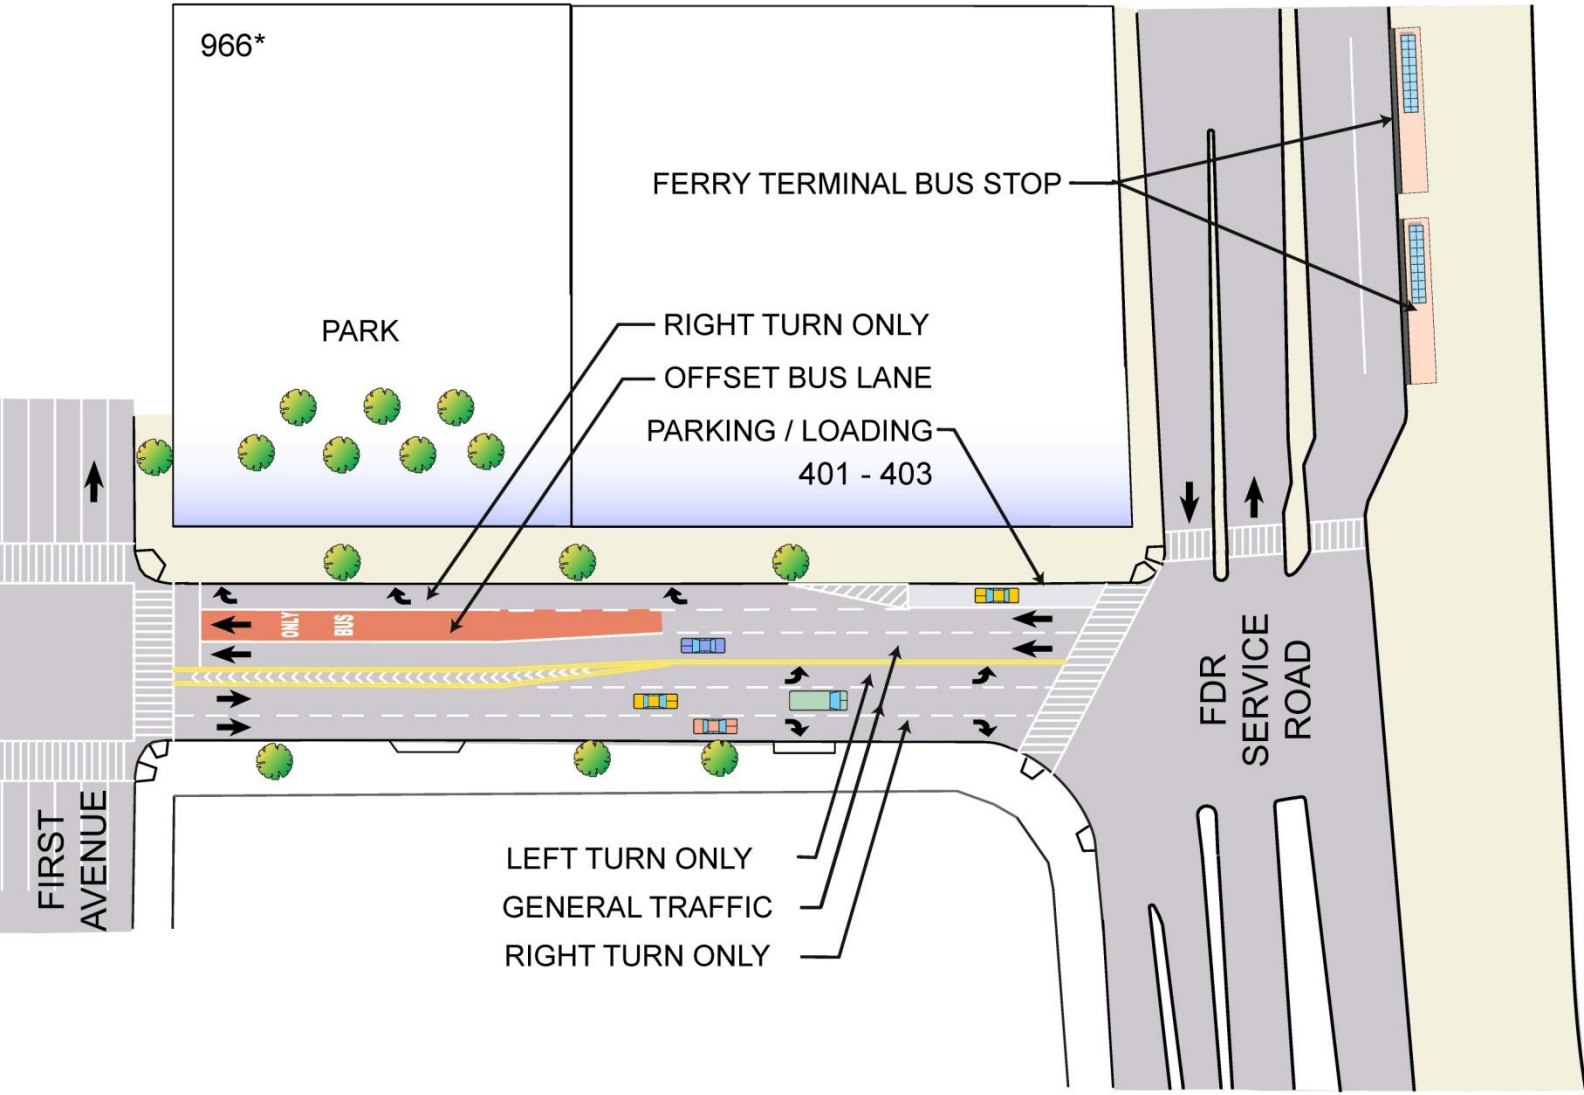 966*
FERRY TERMINAL BUS STOP
PARK
RIGHT TURN ONLY
OFFSET BUS LANE
PARKING / LOADING
401 - 403
ONLY
BUS
FDR
SERVICE
ROAD
FIRST
AVENUE
LEFT TURN ONLY
GENERAL TRAFFIC
RIGHT TURN ONLY